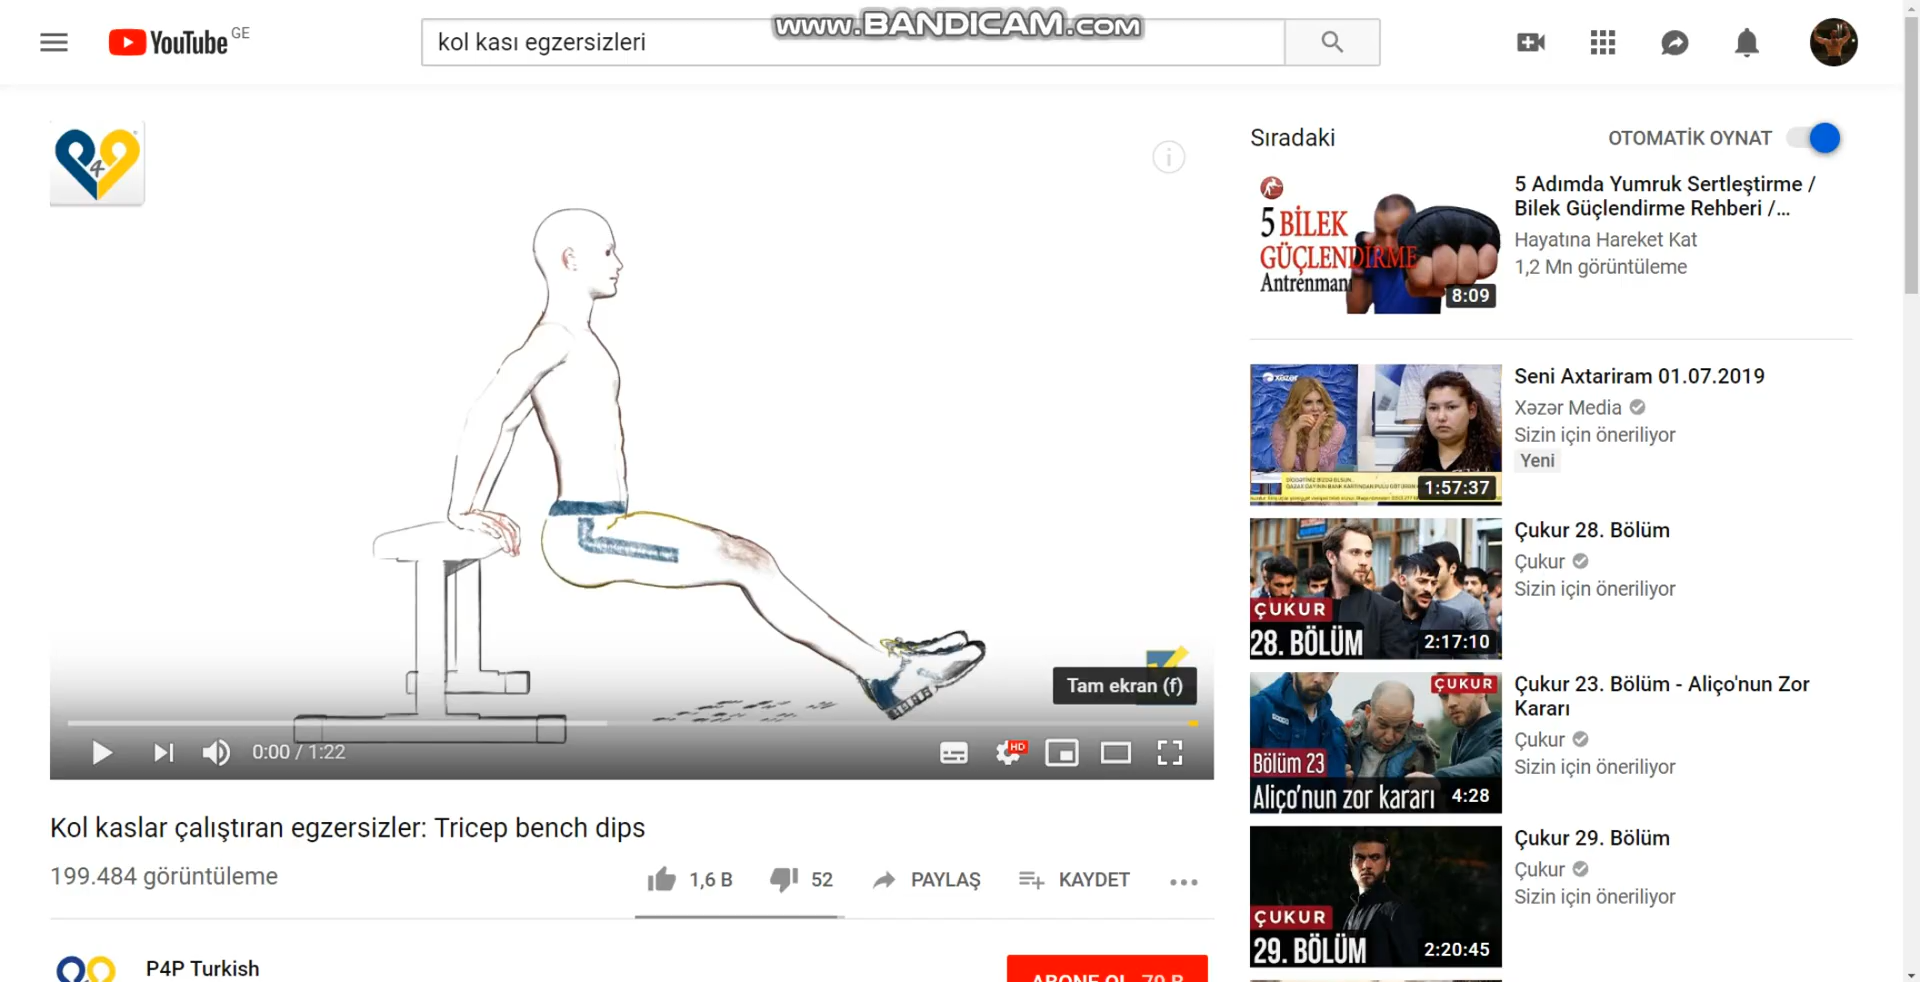 www.BANDICAM.com
YouTube GE
kol kası egzersizleri
4
Tam ekran (f)
0:00 / 1:22
HD
Kol kaslar çalıştıran egzersizler: Tricep bench dips
199.484 görüntüleme
1,6 B
52
PAYLAŞ
KAYDET
P4P Turkish
ABONE OL 79 B
Sıradaki
OTOMATİK OYNAT
5 BİLEK
GÜÇLENDİRME
Antrenmanı
8:09
5 Adımda Yumruk Sertleştirme /
Bilek Güçlendirme Rehberi /...
Hayatına Hareket Kat
1,2 Mn görüntüleme
xəzər
1:57:37
Seni Axtariram 01.07.2019
Xəzər Media
Sizin için öneriliyor
Yeni
ÇUKUR
28. BÖLÜM
2:17:10
Çukur 28. Bölüm
Çukur
Sizin için öneriliyor
ÇUKUR
Bölüm 23
Aliço'nun zor kararı
4:28
Çukur 23. Bölüm - Aliço'nun Zor
Kararı
Çukur
Sizin için öneriliyor
ÇUKUR
29. BÖLÜM
2:20:45
Çukur 29. Bölüm
Çukur
Sizin için öneriliyor